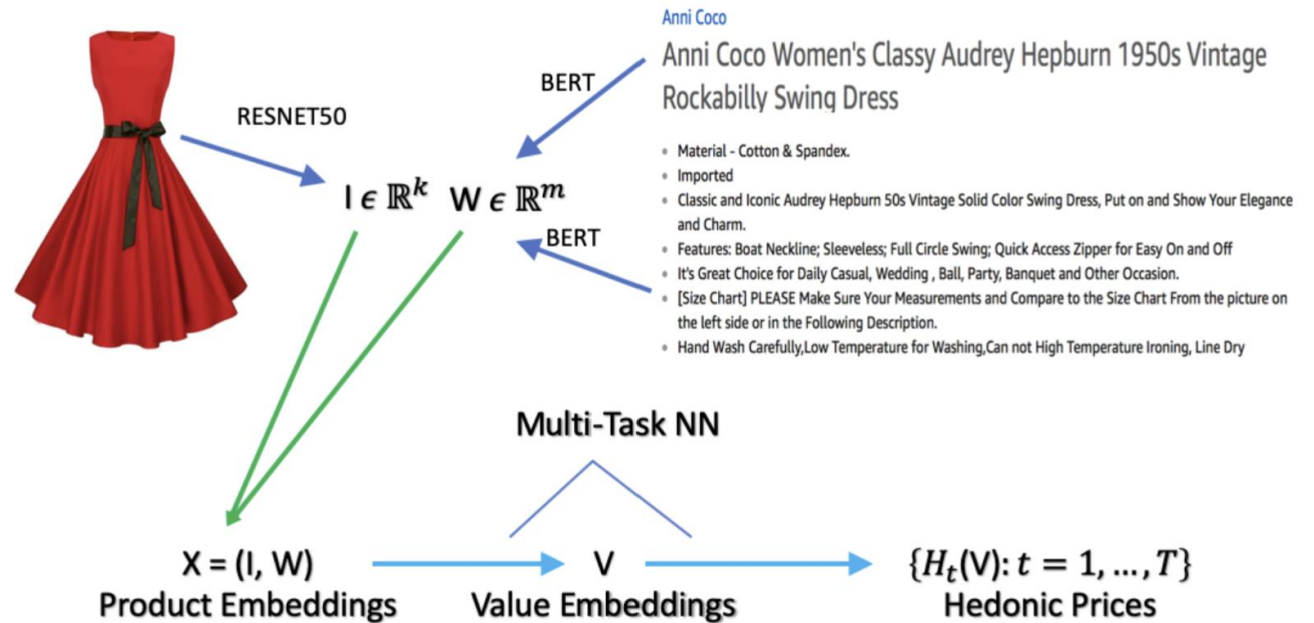 Anni Coco
Anni Coco Women's Classy Audrey Hepburn 1950s Vintage
Rockabilly Swing Dress
BERT
RESNET50
• Material - Cotton & Spandex.
• Imported
• Classic and Iconic Audrey Hepburn 50s Vintage Solid Color Swing Dress, Put on and Show Your Elegance
and Charm.
• Features: Boat Neckline; Sleeveless; Full Circle Swing; Quick Access Zipper for Easy On and Off
• It's Great Choice for Daily Casual, Wedding , Ball, Party, Banquet and Other Occasion.
• [Size Chart] PLEASE Make Sure Your Measurements and Compare to the Size Chart From the picture on
the left side or in the Following Description.
• Hand Wash Carefully,Low Temperature for Washing,Can not High Temperature Ironing, Line Dry
I ϵ ℝᵏ W ϵ ℝᵐ
BERT
Multi-Task NN
X = (I, W)
Product Embeddings
V
Value Embeddings
{Hₜ(V): t = 1, …, T}
Hedonic Prices